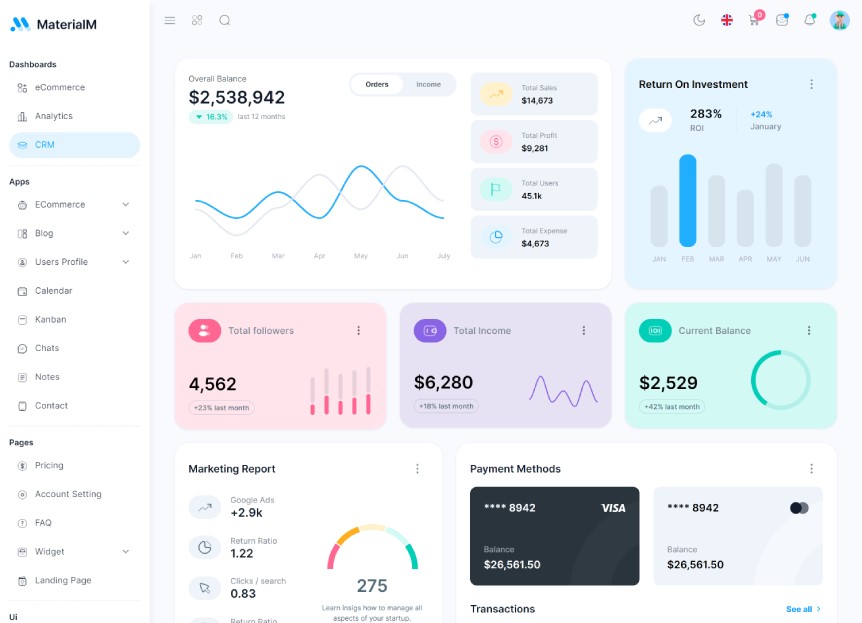 MaterialM
Dashboards
eCommerce
Analytics
CRM
Apps
ECommerce
Blog
Users Profile
Calendar
Kanban
Chats
Notes
Contact
Pages
Pricing
Account Setting
FAQ
Widget
Landing Page
Ui
0
Overall Balance
$2,538,942
16.3% last 12 months
Orders Income
Jan Feb Mar Apr May Jun July
Total Sales
$14,673
Total Profit
$9,281
Total Users
45.1k
Total Expense
$4,673
Return On Investment
283%
ROI
+24%
January
JAN FEB MAR APR MAY JUN
Total followers
4,562
+23% last month
Total Income
$6,280
+18% last month
Current Balance
$2,529
+42% last month
Marketing Report
Google Ads
+2.9k
Return Ratio
1.22
Clicks / search
0.83
Return Ratio
275
Learn insigs how to manage all
aspects of your startup.
Payment Methods
**** 8942 VISA
Balance
$26,561.50
**** 8942
Balance
$26,561.50
Transactions
See all